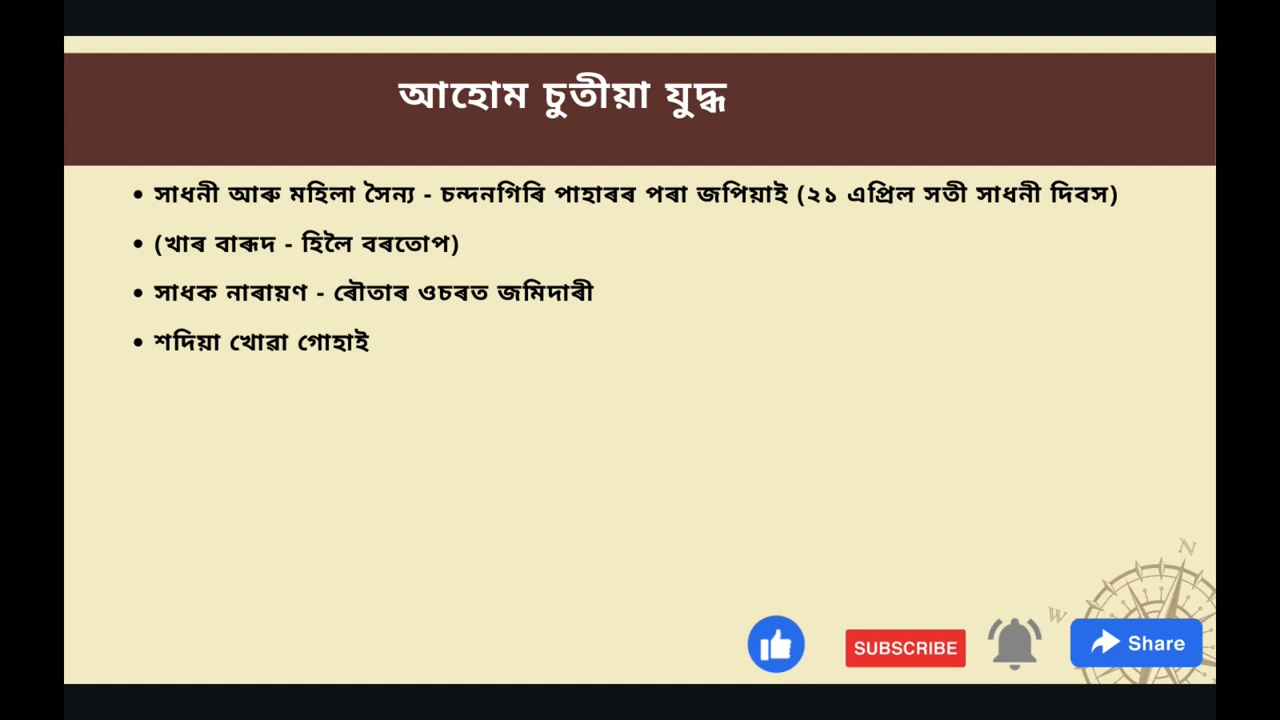 আহোম চুতীয়া যুদ্ধ
• সাধনী আৰু মহিলা সৈন্য - চন্দনগিৰি পাহাৰৰ পৰা জপিয়াই (২১ এপ্ৰিল সতী সাধনী দিবস)
• (খাৰ বাৰূদ - হিলৈ বৰতোপ)
• সাধক নাৰায়ণ - ৰৌতাৰ ওচৰত জমিদাৰী
• শদিয়া খোৱা গোহাই
N
W
SUBSCRIBE
Share